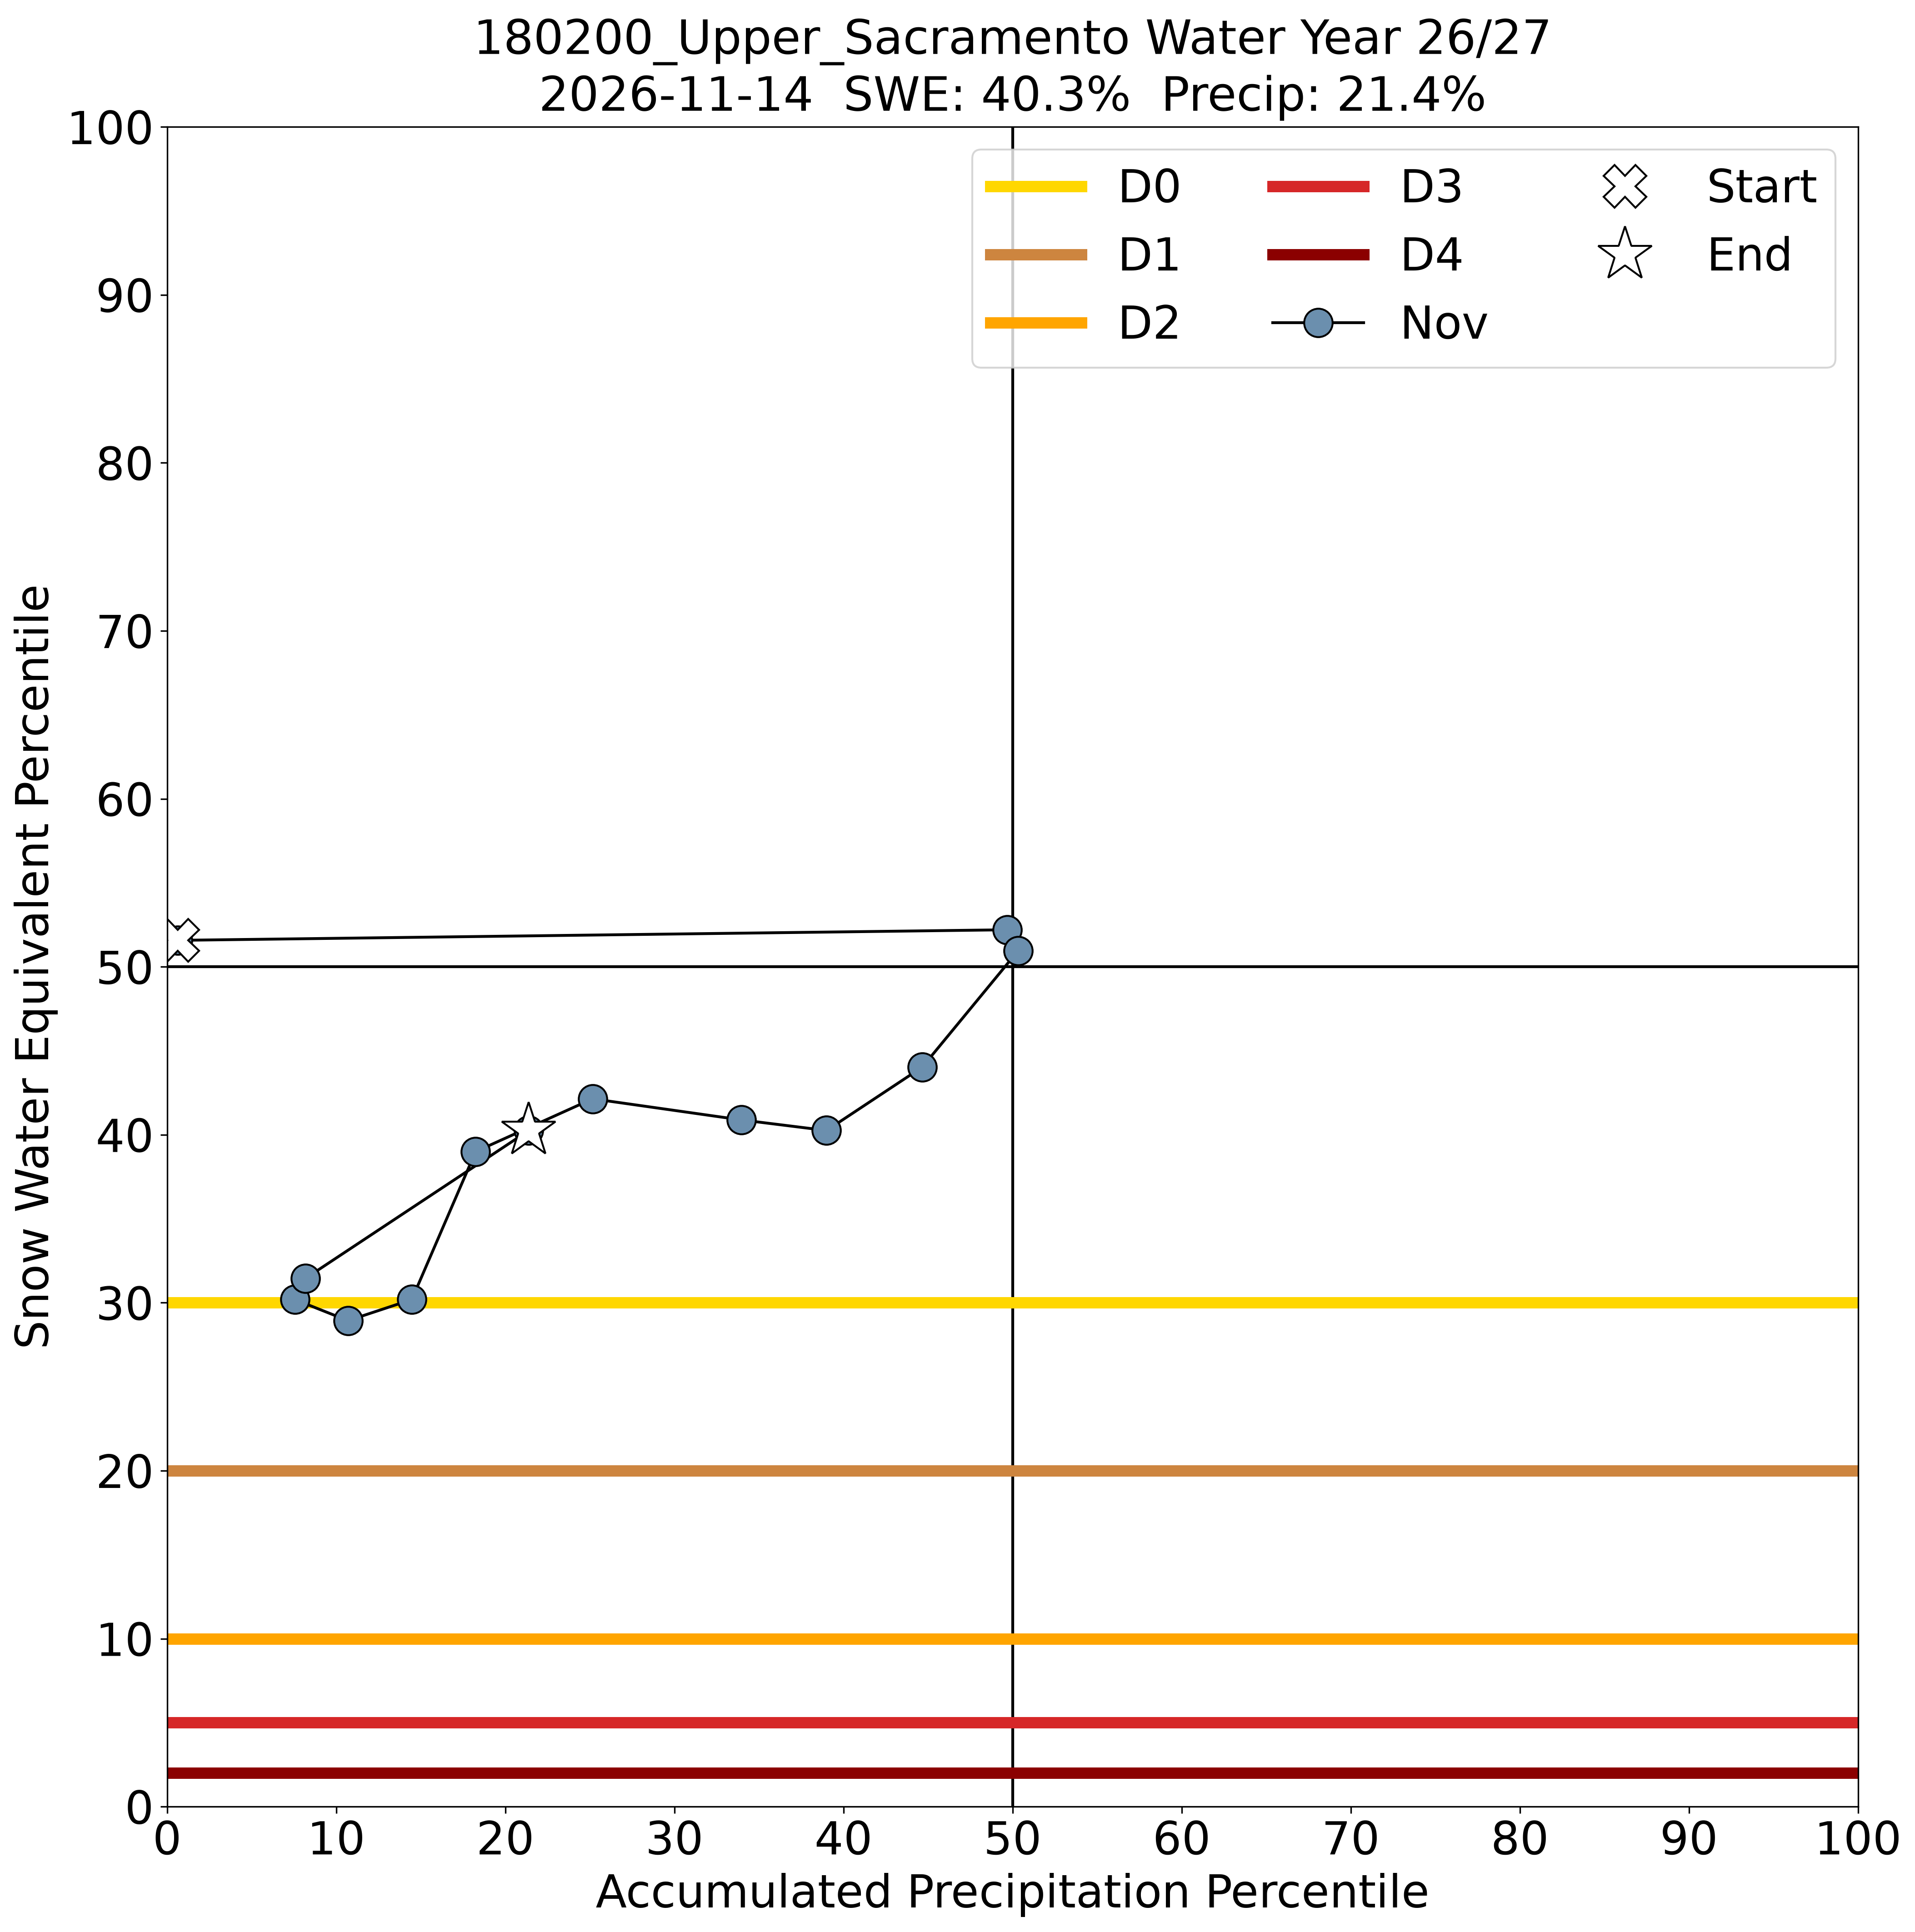 180200_Upper_Sacramento Water Year 26/27
2026-11-14  SWE: 40.3%  Precip: 21.4%
100
90
80
70
60
50
40
30
20
10
0
Snow Water Equivalent Percentile
D0
D1
D2
D3
D4
Nov
Start
End
0 10 20 30 40 50 60 70 80 90 100
Accumulated Precipitation Percentile